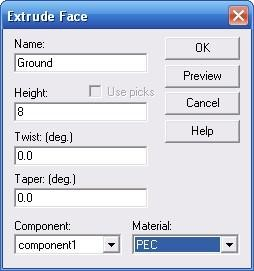 Extrude Face
Name:
Ground
OK
Preview
Height:
Use picks
8
Cancel
Help
Twist: (deg.)
0.0
Taper: (deg.)
0.0
Component:
Material:
component1
PEC